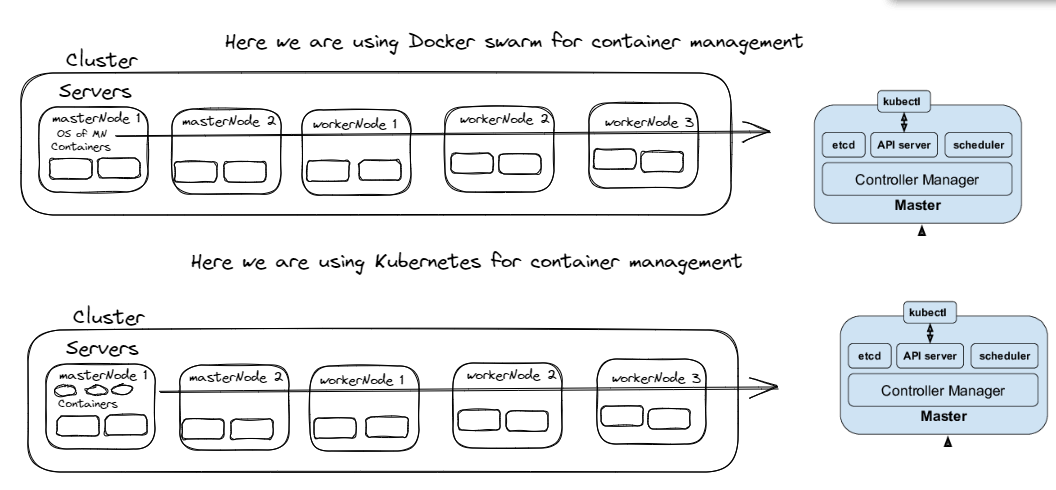 Here we are using Docker swarm for container management
Cluster
Servers
masterNode 1
OS of MN
Containers
masterNode 2
workerNode 1
workerNode 2
workerNode 3
kubectl
etcd
API server
scheduler
Controller Manager
Master
Here we are using Kubernetes for container management
Cluster
Servers
masterNode 1
Containers
masterNode 2
workerNode 1
workerNode 2
workerNode 3
kubectl
etcd
API server
scheduler
Controller Manager
Master